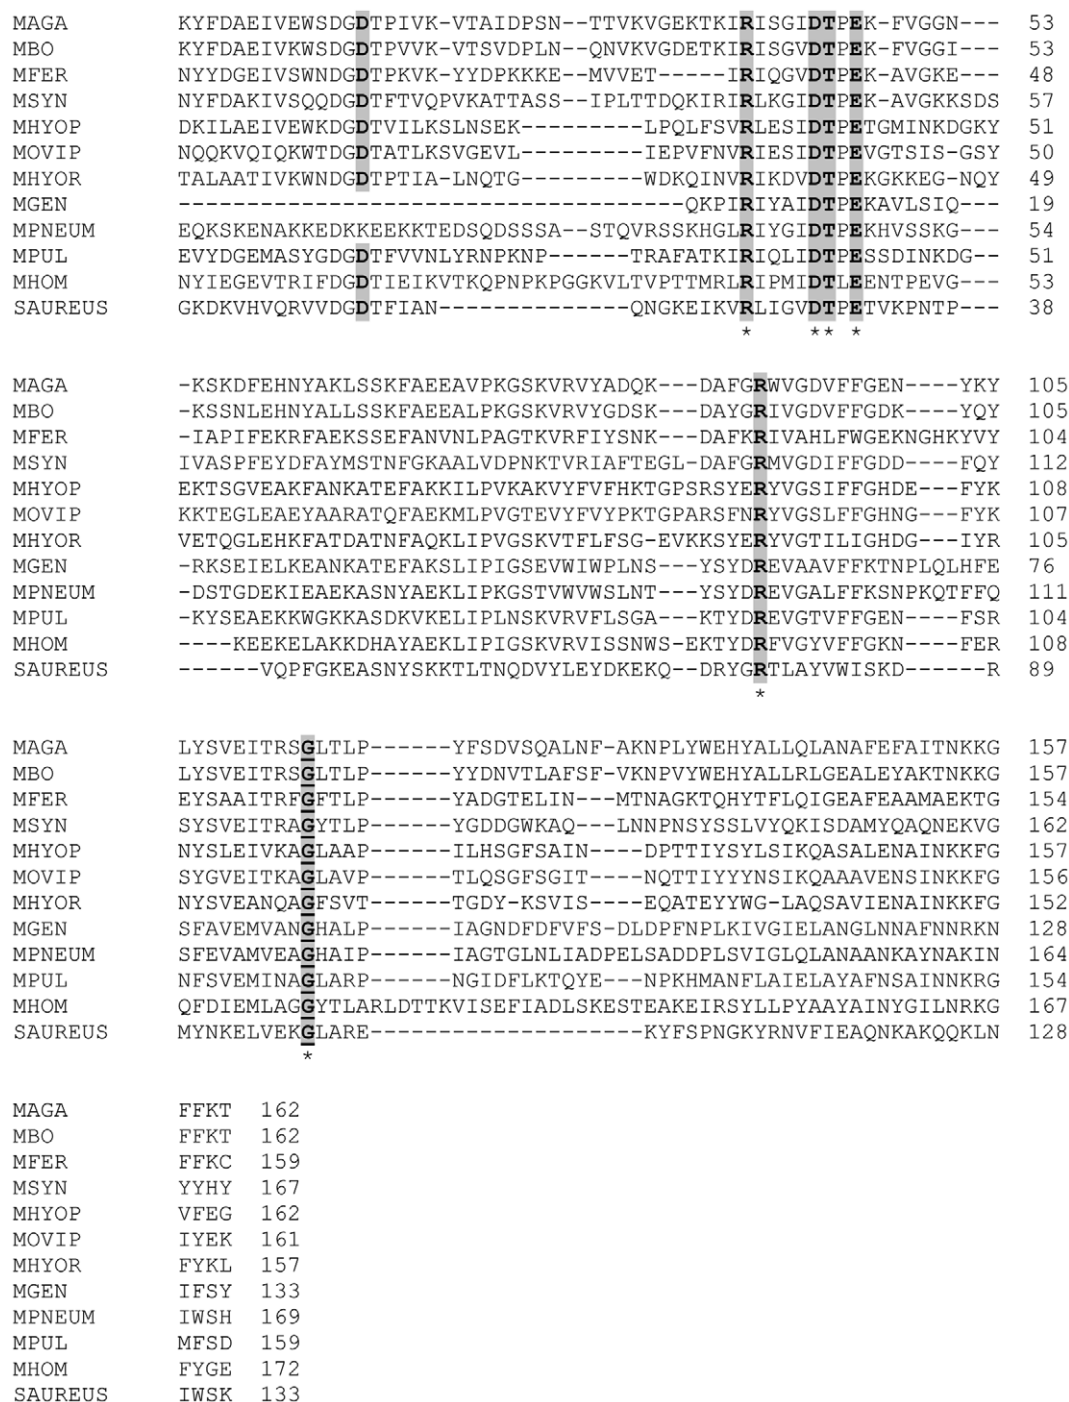 MAGA KYFDAEIVEWSDGDTPIVK-VTAIDPSN--TTVKVGEKTKIRISGIDTPEK-FVGGN--- 53
MBO KYFDAEIVKWSDGDTPVVK-VTSVDPLN--QNVKVGDETKIRISGVDTPEK-FVGGI--- 53
MFER NYYDGEIVSWNDGDTPKVK-YYDPKKKE--MVVET-----IRIQGVDTPEK-AVGKE--- 48
MSYN NYFDAKIVSQQDGDTFTVQPVKATTASS--IPLTTDQKIRIRLKGIDTPEK-AVGKKSDS 57
MHYOP DKILAEIVEWKDGDTVILKSLNSEK---------LPQLFSVRLESIDTPETGMINKDGKY 51
MOVIP NQQKVQIQKWTDGDTATLKSVGEVL---------IEPVFNVRIESIDTPEVGTSIS-GSY 50
MHYOR TALAATIVKWNDGDTPTIA-LNQTG---------WDKQINVRIKDVDTPEKGKKEG-NQY 49
MGEN -------------------------------------QKPIRIYAIDTPEKAVLSIQ--- 19
MPNEUM EQKSKENAKKEDKKEEKKTEDSQDSSSA--STQVRSSKHGLRIYGIDTPEKHVSSKG--- 54
MPUL EVYDGEMASYGDGDTFVVNLYRNPKNP------TRAFATKIRIQLIDTPESSDINKDG-- 51
MHOM NYIEGEVTRIFDGDTIEIKTKQPNPKPGGKVLTVPTTMRLRIPMIDTLEENTPEVG--- 53
SAUREUS GKDKVHVQRVVDGDTFIAN--------------QNGKEIKVRLIGVDTPETVKPNTP--- 38
* ** *
MAGA -KSKDFEHNYAKLSSKFAEEAVPKGSKVRVYADQK---DAFGRWVGDVFFGEN----YKY 105
MBO -KSSNLEHNYALLSSKFAEEALPKGSKVRVYGDSK---DAYGRIVGDVFFGDK----YQY 105
MFER -IAPIFEKRFAEKSSEFANVNLPAGTKVRFIYSNK---DAFKRIVAHLFWGEKNGHKYVY 104
MSYN IVASPFEYDFAYMSTNFGKAALVDPNKTVRIAFTEGL-DAFGRMVGDIFFGDD----FQY 112
MHYOP EKTSGVEAKFANKATEFAKKILPVKAKVYFVFHKTGPSRSYERYVGSIFFGHDE---FYK 108
MOVIP KKTEGLEAEYAARATQFAEKMLPVGTEVYFVYPKTGPARSFNRYVGSLFFGHNG---FYK 107
MHYOR VETQGLEHKFATDATNFAQKLIPVGSKVTFLFSG-EVKKSYERYVGTILIGHDG---IYR 105
MGEN -RKSEIELKEANKATEFAKSLIPIGSEVWIWPLNS---YSYDREVAAVFFKTNPLQLHFE 76
MPNEUM -DSTGDEKIEAEKASNYAEKLIPKGSTVWVWSLNT---YSYDREVGALFFKSNPKQTFFQ 111
MPUL -KYSEAEKKWGKKASDKVKELIPLNSKVRVFLSGA---KTYDREVGTVFFGEN----FSR 104
MHOM ----KEEKELAKKDHAYAEKLIPIGSKVRVISSNWS-EKTYDRFVGYVFFGKN----FER 108
SAUREUS ------VQPFGKEASNYSKKTLTNQDVYLEYDKEKQ--DRYGRTLAYVWISKD------R 89
*
MAGA LYSVEITRSGLTLP------YFSDVSQALNF-AKNPLYWEHYALLQLANAFEFAITNKKG 157
MBO LYSVEITRSGLTLP------YYDNVTLAFSF-VKNPVYWEHYALLRLGEALEYAKTNKKG 157
MFER EYSAAITRFGFTLP------YADGTELIN---MTNAGKTQHYTFLQIGEAFEAAMAEKTG 154
MSYN SYSVEITRAGYTLP------YGDDGWKAQ---LNNPNSYSSLVYQKISDAMYQAQNEKVG 162
MHYOP NYSLEIVKAGLAAP------ILHSGFSAIN----DPTTIYSYLSIKQASALENAINKKFG 157
MOVIP SYGVEITKAGLAVP------TLQSGFSGIT----NQTTIYYYNSIKQAAAVENSINKKFG 156
MHYOR NYSVEANQAGFSVT------TGDY-KSVIS----EQATEYYWG-LAQSAVIENAINKKFG 152
MGEN SFAVEMVANGHALP------IAGNDFDFVFS-DLDPFNPLKIVGIELANGLNNAFNNRKN 128
MPNEUM SFEVAMVEAGHAIP------IAGTGLNLIADPELSADDPLSVIGLQLANAANKAYNAKIN 164
MPUL NFSVEMINAGLARP------NGIDFLKTQYE---NPKHMANFLAIELAYAFNSAINNKRG 154
MHOM QFDIEMLAGGYTLARLDTTKVISEFIADLSKESTEAKEIRSYLLPYAAYAINYGILNRKG 167
SAUREUS MYNKELVEKGLARE--------------------KYFSPNGKYRNVFIEAQNKAKQQKLN 128
*
MAGA FFKT 162
MBO FFKT 162
MFER FFKC 159
MSYN YYHY 167
MHYOP VFEG 162
MOVIP IYEK 161
MHYOR FYKL 157
MGEN IFSY 133
MPNEUM IWSH 169
MPUL MFSD 159
MHOM FYGE 172
SAUREUS IWSK 133